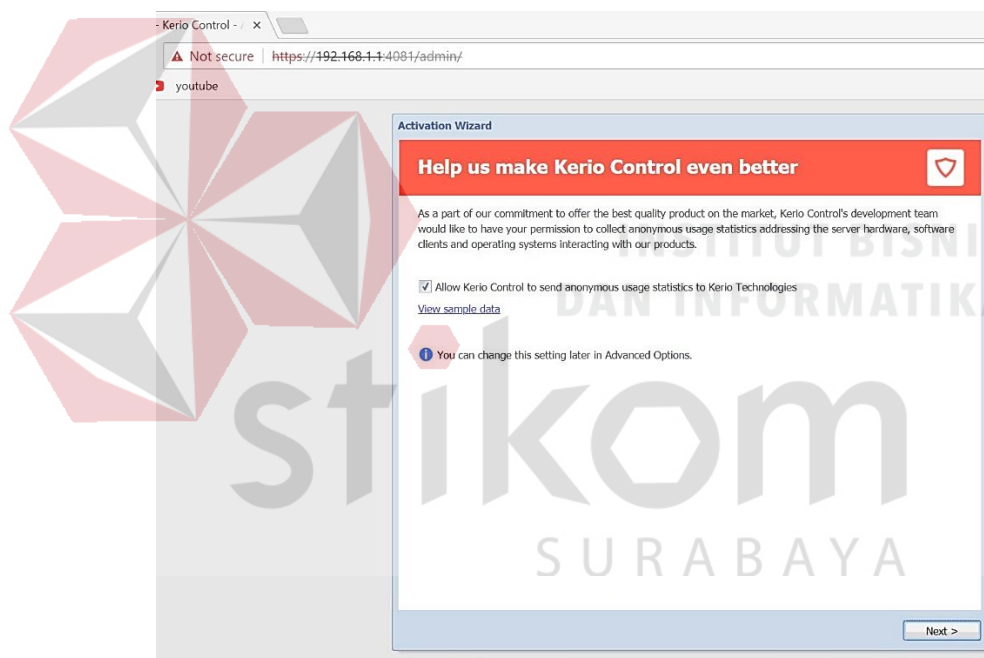 - Kerio Control -
Not secure | https://192.168.1.1:4081/admin/
youtube
Activation Wizard
Help us make Kerio Control even better
As a part of our commitment to offer the best quality product on the market, Kerio Control's development team
would like to have your permission to collect anonymous usage statistics addressing the server hardware, software
clients and operating systems interacting with our products.
Allow Kerio Control to send anonymous usage statistics to Kerio Technologies
View sample data
You can change this setting later in Advanced Options.
Next >
INSTITUT BISNI
DAN INFORMATIKA
stikom
SURABAYA